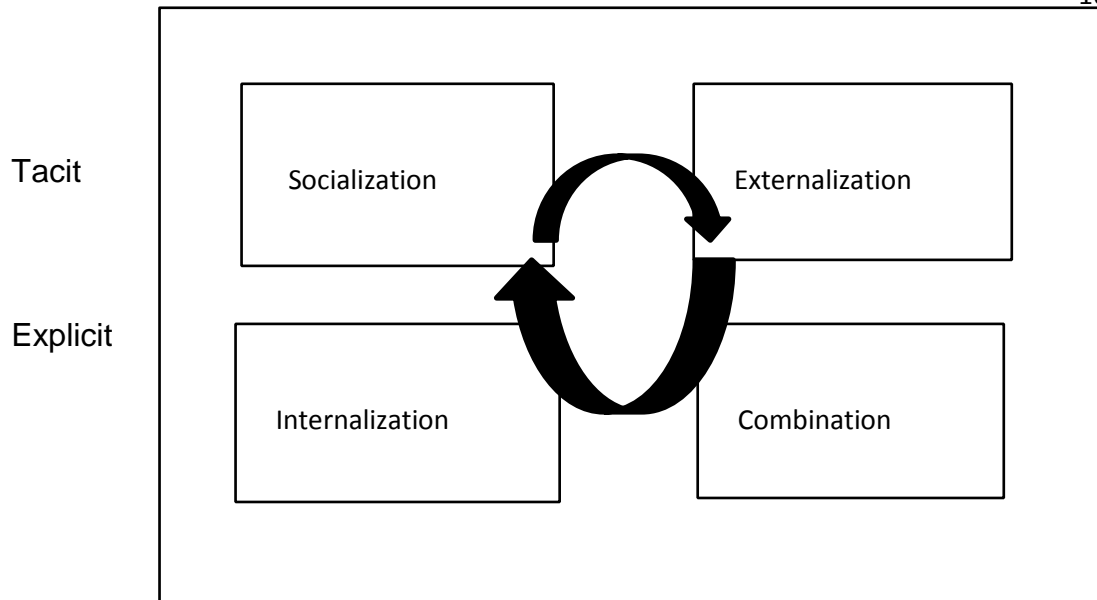 Tacit
Socialization
Externalization
Explicit
Internalization
Combination